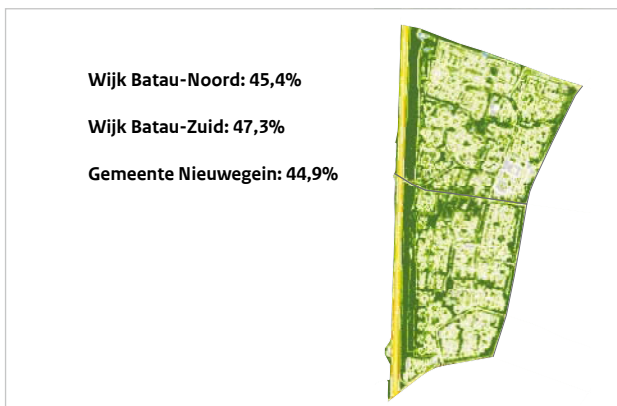 Wijk Batau-Noord: 45,4%
Wijk Batau-Zuid: 47,3%
Gemeente Nieuwegein: 44,9%